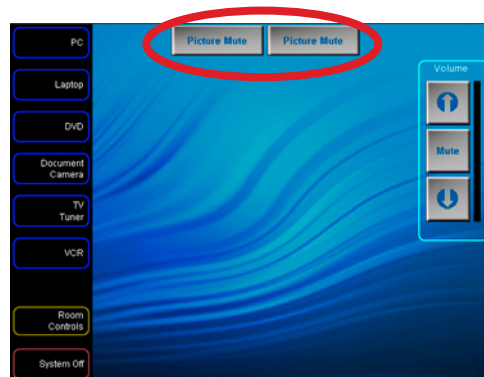 PC
Picture Mute
Picture Mute
Volume
Laptop
DVD
Mute
Document
Camera
TV
Tuner
VCR
Room
Controls
System Off